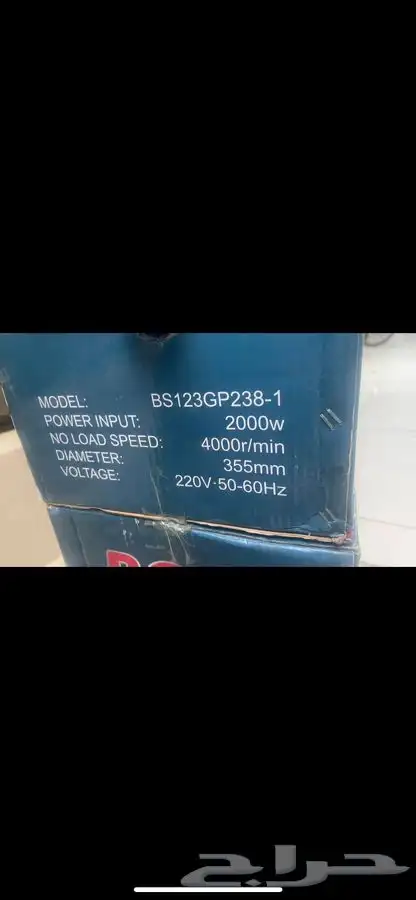 MODEL: BS123GP238-1
POWER INPUT: 2000w
NO LOAD SPEED: 4000r/min
DIAMETER: 355mm
VOLTAGE: 220V·50-60Hz
حراج